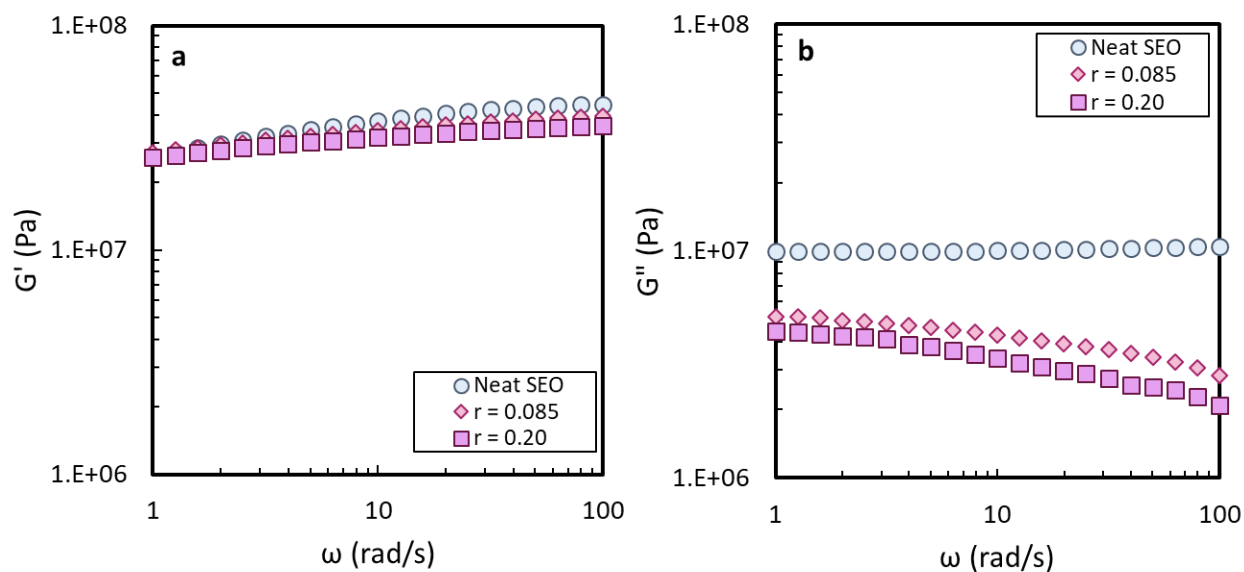 a
1.E+08
1.E+07
1.E+06
G' (Pa)
1
10
100
ω (rad/s)
Neat SEO
r = 0.085
r = 0.20
b
1.E+08
1.E+07
1.E+06
G" (Pa)
1
10
100
ω (rad/s)
Neat SEO
r = 0.085
r = 0.20